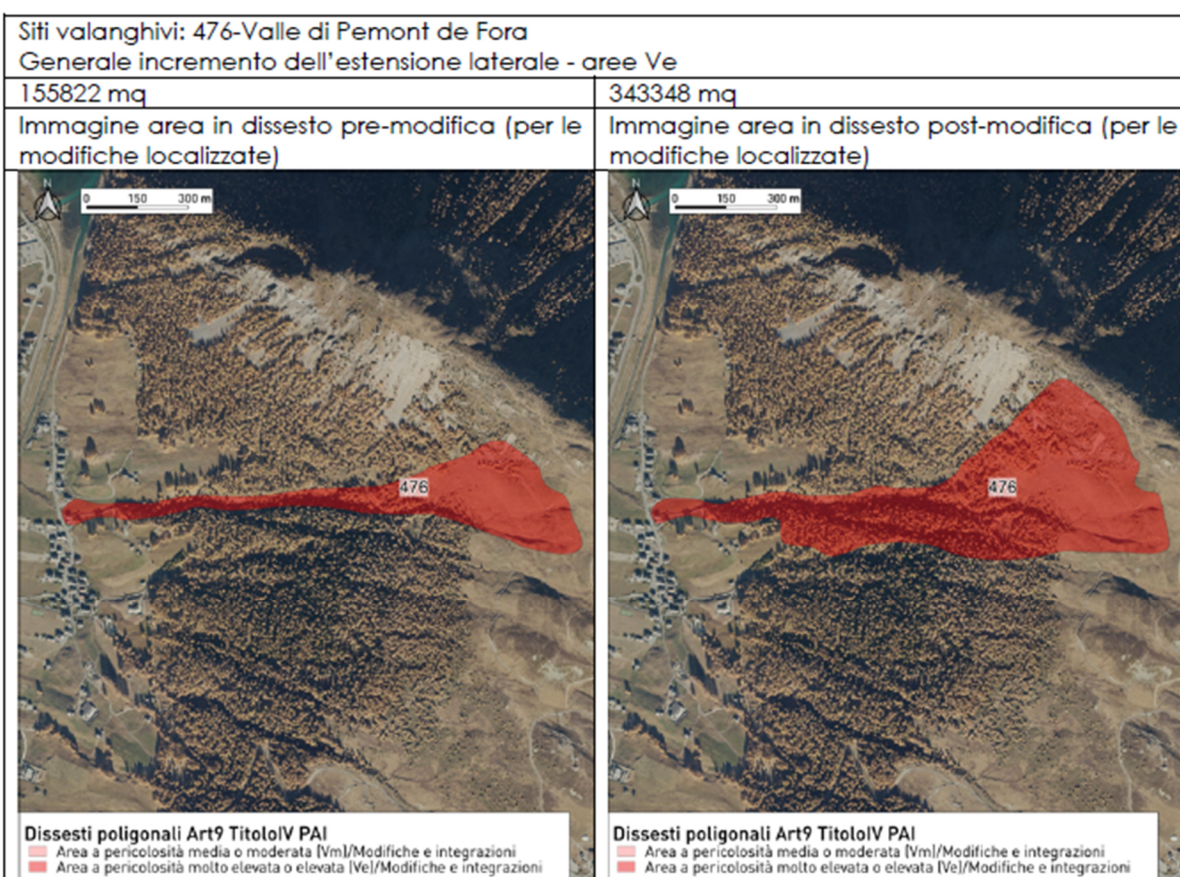 Siti valanghivi: 476-Valle di Pemont de Fora
Generale incremento dell'estensione laterale - aree Ve
155822 mq
343348 mq
Immagine area in dissesto pre-modifica (per le
modifiche localizzate)
Immagine area in dissesto post-modifica (per le
modifiche localizzate)
N
0 150 300 m
476
Dissesti poligonali Art9 TitoloIV PAI
Area a pericolosità media o moderata (Vm)/Modifiche e integrazioni
Area a pericolosità molto elevata o elevata (Ve)/Modifiche e integrazioni
N
0 150 300 m
476
Dissesti poligonali Art9 TitoloIV PAI
Area a pericolosità media o moderata (Vm)/Modifiche e integrazioni
Area a pericolosità molto elevata o elevata (Ve)/Modifiche e integrazioni